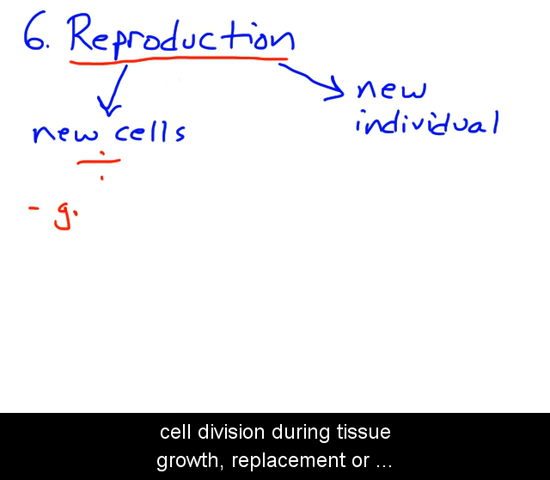 6. Reproduction
new
individual
new cells
÷
- g.
cell division during tissue
growth, replacement or ...